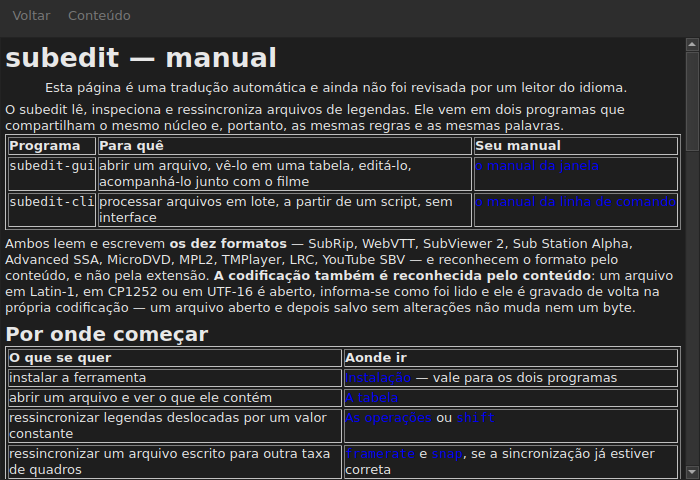 Voltar Conteúdo
subedit — manual
Esta página é uma tradução automática e ainda não foi revisada por um leitor do idioma.
O subedit lê, inspeciona e ressincroniza arquivos de legendas. Ele vem em dois programas que
compartilham o mesmo núcleo e, portanto, as mesmas regras e as mesmas palavras.
Programa Para quê Seu manual
subedit-gui abrir um arquivo, vê-lo em uma tabela, editá-lo, o manual da janela
acompanhá-lo junto com o filme
subedit-cli processar arquivos em lote, a partir de um script, sem o manual da linha de comando
interface
Ambos leem e escrevem os dez formatos — SubRip, WebVTT, SubViewer 2, Sub Station Alpha,
Advanced SSA, MicroDVD, MPL2, TMPlayer, LRC, YouTube SBV — e reconhecem o formato pelo
conteúdo, e não pela extensão. A codificação também é reconhecida pelo conteúdo: um arquivo
em Latin-1, em CP1252 ou em UTF-16 é aberto, informa-se como foi lido e ele é gravado de volta na
própria codificação — um arquivo aberto e depois salvo sem alterações não muda nem um byte.
Por onde começar
O que se quer Aonde ir
instalar a ferramenta Instalação — vale para os dois programas
abrir um arquivo e ver o que ele contém A tabela
ressincronizar legendas deslocadas por um valor As operações ou shift
constante
ressincronizar um arquivo escrito para outra taxa framerate e snap, se a sincronização já estiver
de quadros correta